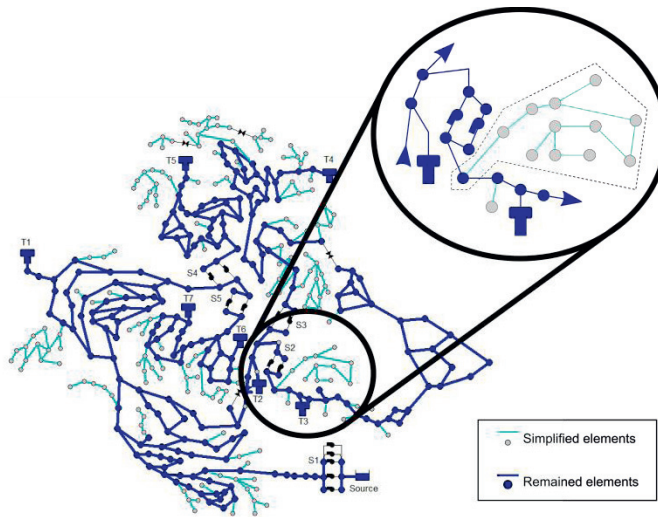 T5
T4
T1
S4
S5
T7
S3
T6
S2
T2
T3
S1
Source
Simplified elements
Remained elements